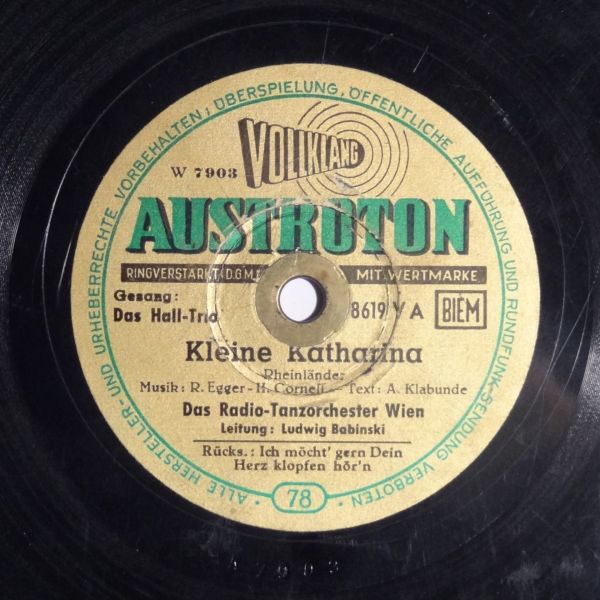 ALLE HERSTELLER- UND URHEBERRECHTE VORBEHALTEN; ÜBERSPIELUNG, ÖFFENTLICHE AUFFÜHRUNG UND RUNDFUNK-SENDUNG VERBOTEN •
W 7903
VOLLKLANG
AUSTROTON
RINGVERSTÄRKT (D.G.M. MIT WERTMARKE
Gesang:
Das Hall-Trio
8619 V A BIEM
Kleine Katharina
Rheinländer
Musik: R. Egger - H. Cornell - Text: A. Klabunde
Das Radio-Tanzorchester Wien
Leitung: Ludwig Babinski
Rücks.: Ich möcht' gern Dein
Herz klopfen hör'n
78
7903